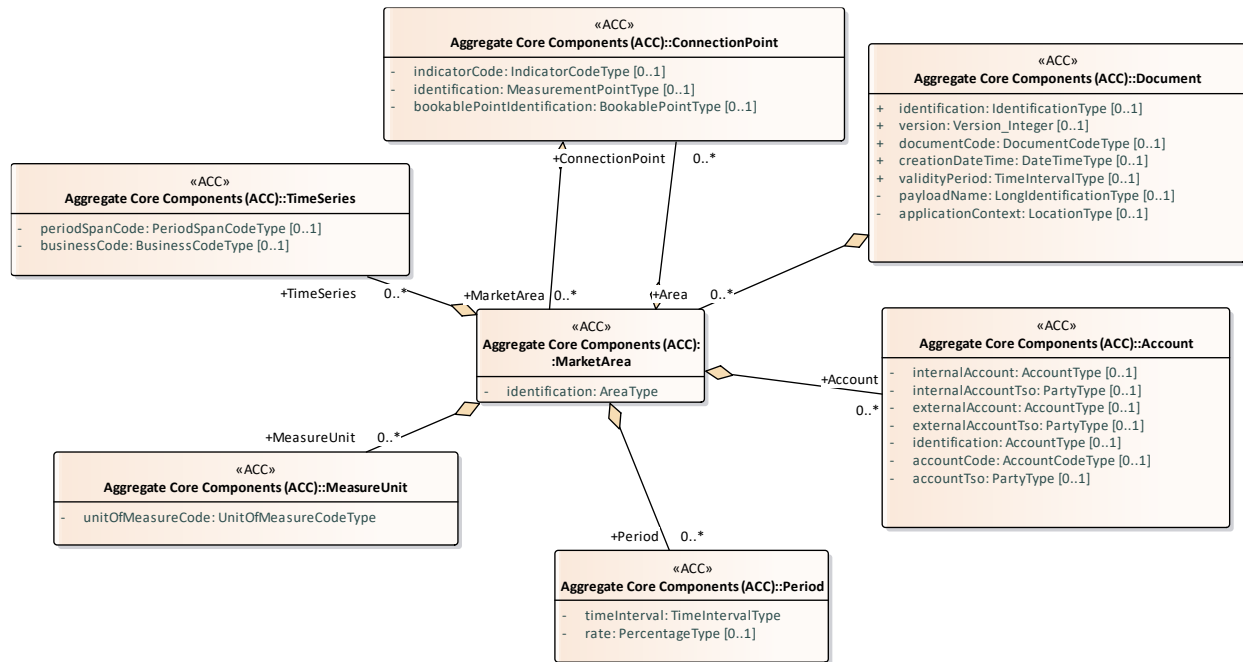 «ACC»
Aggregate Core Components (ACC)::ConnectionPoint
- indicatorCode: IndicatorCodeType [0..1]
- identification: MeasurementPointType [0..1]
- bookablePointIdentification: BookablePointType [0..1]
«ACC»
Aggregate Core Components (ACC)::Document
+ identification: IdentificationType [0..1]
+ version: Version_Integer [0..1]
+ documentCode: DocumentCodeType [0..1]
+ creationDateTime: DateTimeType [0..1]
+ validityPeriod: TimeIntervalType [0..1]
- payloadName: LongIdentificationType [0..1]
- applicationContext: LocationType [0..1]
+ConnectionPoint 0..*
«ACC»
Aggregate Core Components (ACC)::TimeSeries
- periodSpanCode: PeriodSpanCodeType [0..1]
- businessCode: BusinessCodeType [0..1]
+TimeSeries 0..*
+MarketArea 0..*
+Area 0..*
«ACC»
Aggregate Core Components (ACC):
:MarketArea
- identification: AreaType
«ACC»
Aggregate Core Components (ACC)::Account
- internalAccount: AccountType [0..1]
- internalAccountTso: PartyType [0..1]
- externalAccount: AccountType [0..1]
- externalAccountTso: PartyType [0..1]
- identification: AccountType [0..1]
- accountCode: AccountCodeType [0..1]
- accountTso: PartyType [0..1]
+Account
0..*
+MeasureUnit 0..*
«ACC»
Aggregate Core Components (ACC)::MeasureUnit
- unitOfMeasureCode: UnitOfMeasureCodeType
+Period 0..*
«ACC»
Aggregate Core Components (ACC)::Period
- timeInterval: TimeIntervalType
- rate: PercentageType [0..1]